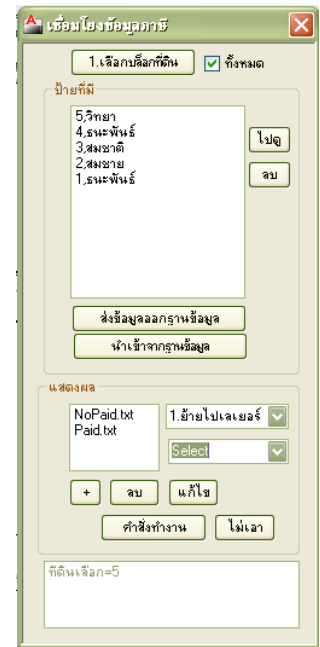 เชื่อมโยงข้อมูลภาษี
1.เลือกบล็อกที่ดิน
ทั้งหมด
ป้ายที่มี
5,วิทยา
4,ธนะพันธ์
3,สมชาติ
2,สมชาย
1,ธนะพันธ์
ไปดู
ลบ
ส่งข้อมูลออกฐานข้อมูล
นำเข้าจากฐานข้อมูล
แสดงผล
NoPaid.txt
Paid.txt
1.ย้ายไปเลเยอร์
Select
+
ลบ
แก้ไข
คำสั่งทำงาน
ไม่เอา
ที่ดินเลือก=5